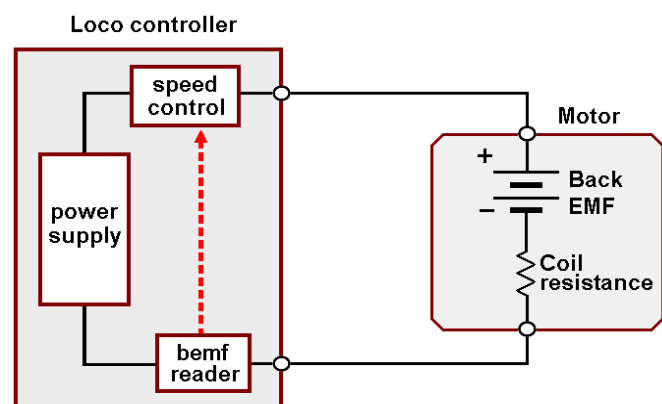 Loco controller
speed
control
Motor
+
Back
− EMF
power
supply
Coil
resistance
bemf
reader